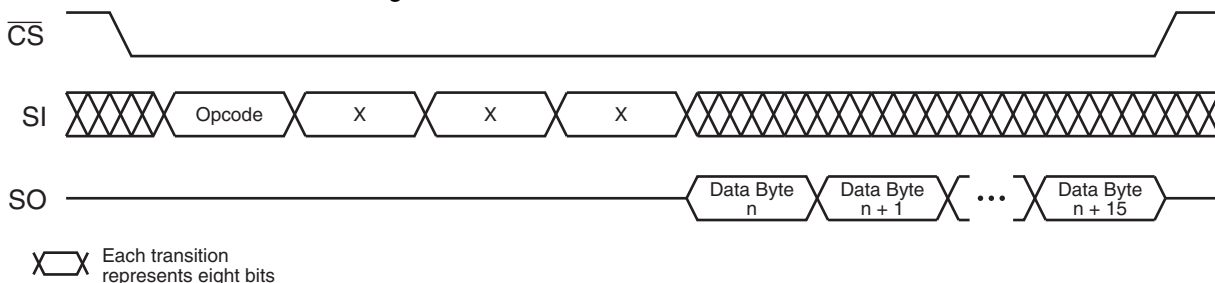 CS
SI Opcode X X X
SO Data Byte n Data Byte n + 1 ••• Data Byte n + 15
Each transition
represents eight bits